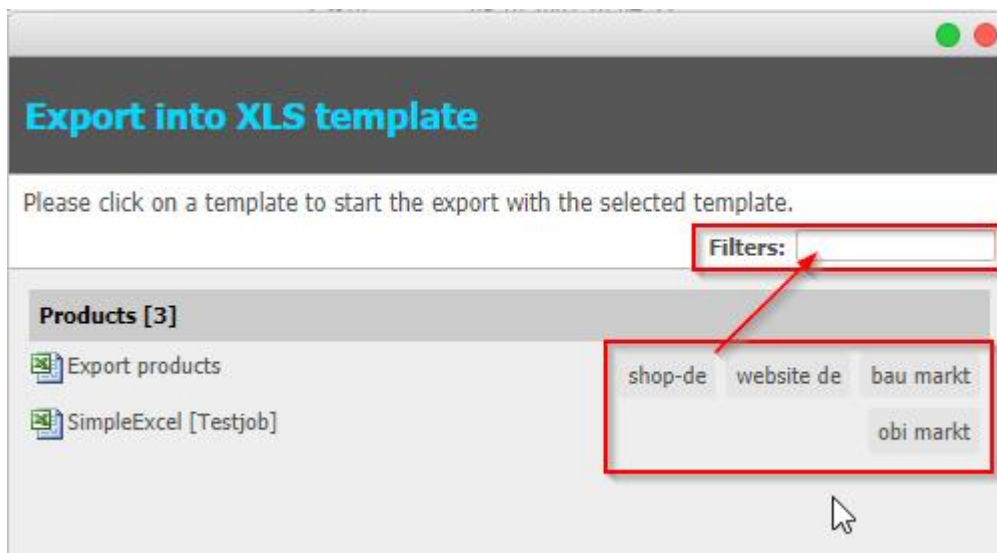 Export into XLS template
Please click on a template to start the export with the selected template.
Filters:
Products [3]
Export products
shop-de website de bau markt
SimpleExcel [Testjob]
obi markt